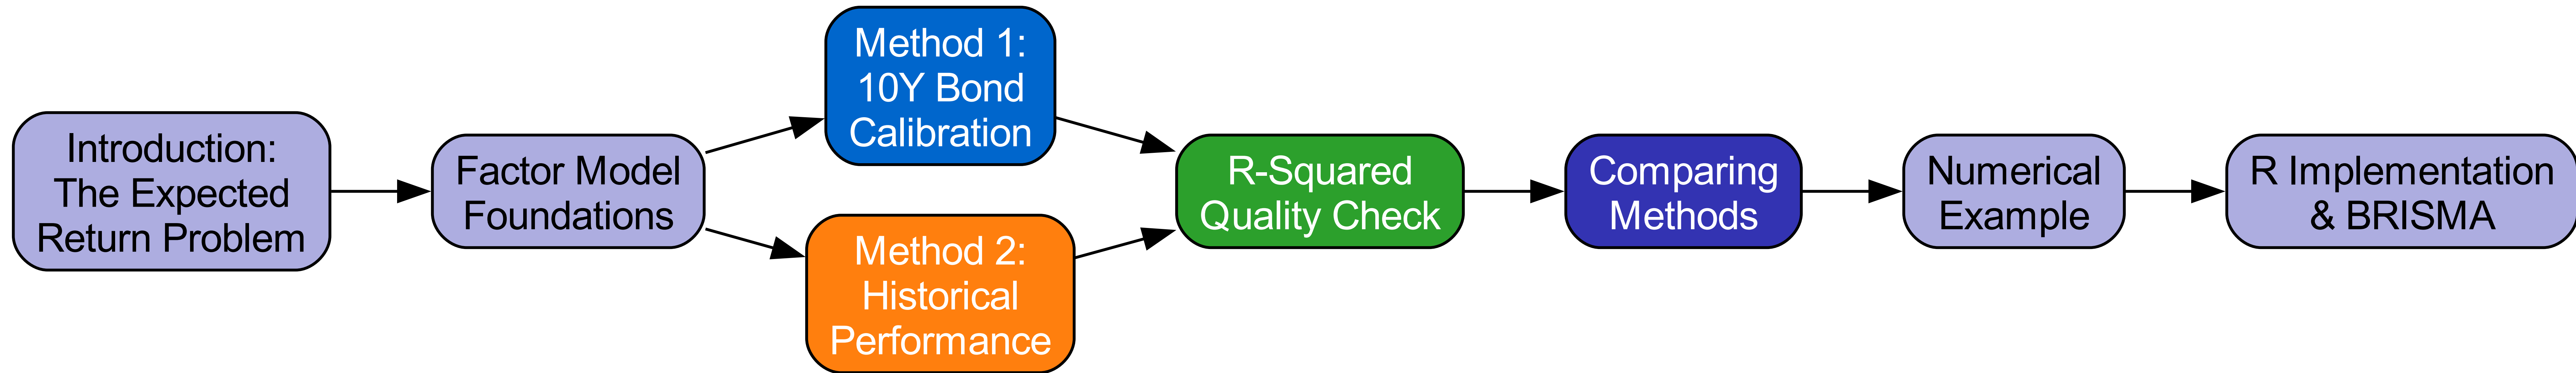 Introduction:
The Expected
Return Problem
Factor Model
Foundations
Method 1:
10Y Bond
Calibration
Method 2:
Historical
Performance
R-Squared
Quality Check
Comparing
Methods
Numerical
Example
R Implementation
& BRISMA